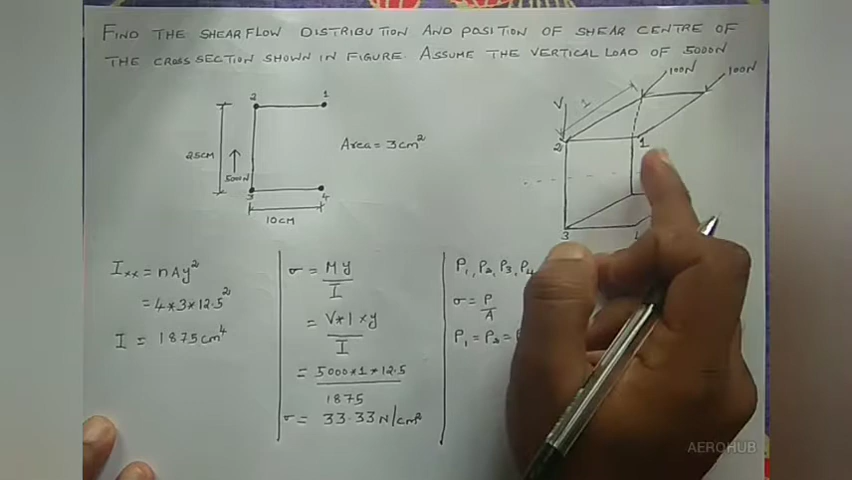 FIND THE SHEARFLOW DISTRIBUTION AND POSITION OF SHEAR CENTRE OF
THE CROSS SECTION SHOWN IN FIGURE. ASSUME THE VERTICAL LOAD OF 5000N
2 1
25CM
5000N
3 4
10CM
Area = 3cm²
100N 100N
V 1
2 1
3
Ixx = nAy²
= 4*3*12.5²
I = 1875cm⁴
σ = My/I
= V*1*y/I
= 5000*1*12.5/1875
σ = 33.33N/cm²
P₁, P₂, P₃, P₄
σ = P/A
P₁ = P₂ =
AEROHUB